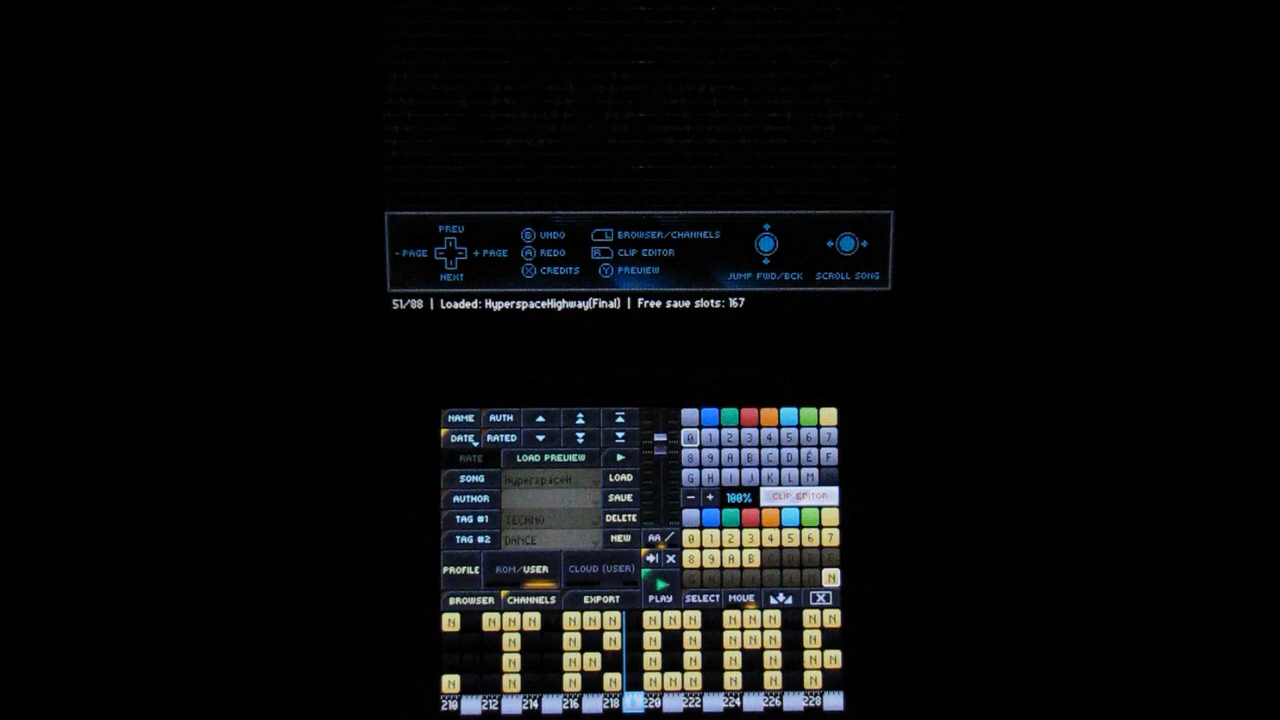 PREV
- PAGE + PAGE
NEXT
B UNDO
A REDO
X CREDITS
L BROWSER/CHANNELS
R CLIP EDITOR
Y PREVIEW
JUMP FWD/BCK
SCROLL SONG
51/88 | Loaded: HyperspaceHighway(Final) | Free save slots: 167
NAME AUTH
DATE RATED
RATE LOAD PREVIEW
SONG HyperspaceH LOAD
AUTHOR SAVE
TAG #1 TECHNO DELETE
TAG #2 DANCE NEW
PROFILE ROM/USER CLOUD (USER)
BROWSER CHANNELS EXPORT
0 1 2 3 4 5 6 7
8 9 A B C D E F
G H I J K L M
- + 100% CLIP EDITOR
AA
0 1 2 3 4 5 6 7
8 9 A B
N
PLAY SELECT MOVE X
N N N N N N N N N N N N N N N
N N N N N N N N N
N N N N N N N N N
N N N N N N N N N N
210 212 214 216 218 220 222 224 226 228